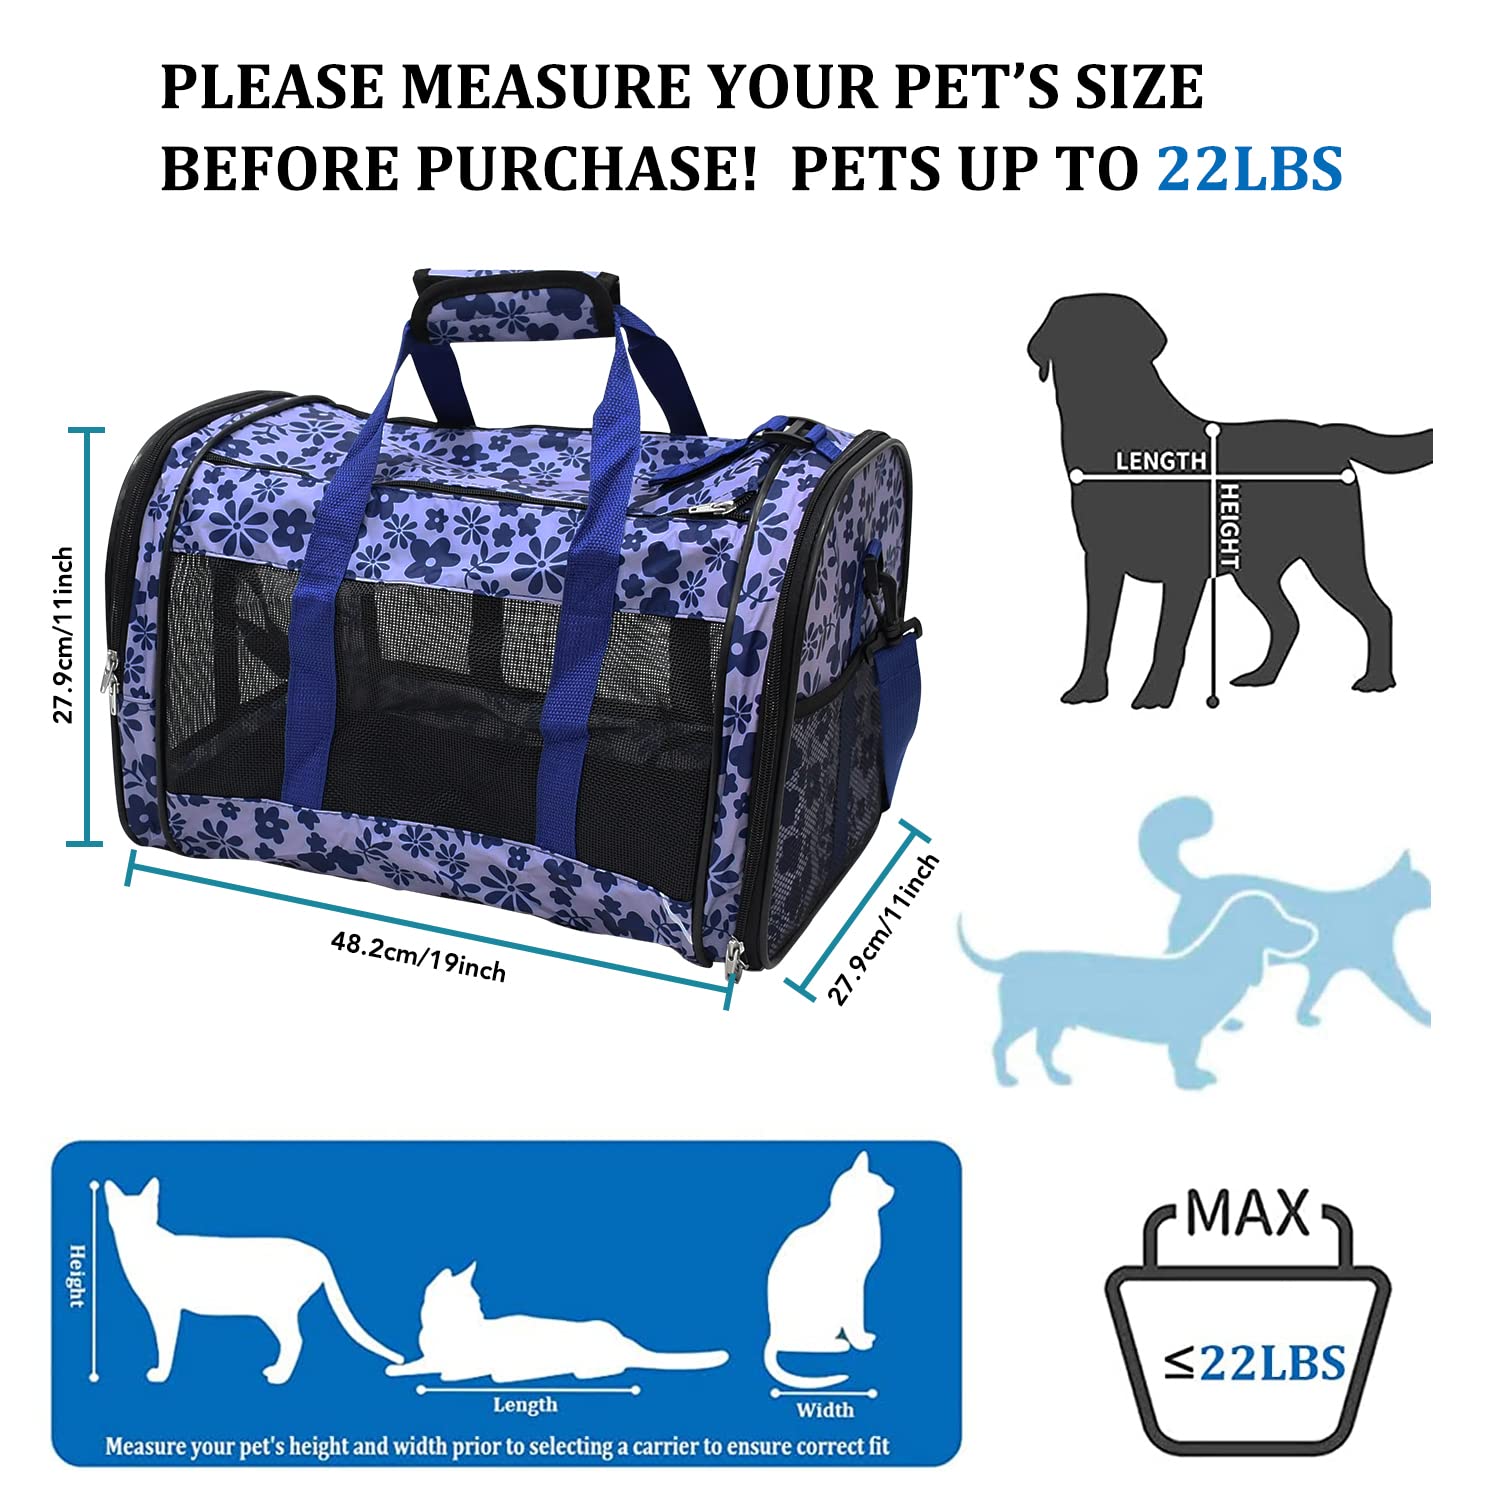 PLEASE MEASURE YOUR PET'S SIZE
BEFORE PURCHASE! PETS UP TO 22LBS
LENGTH
HEIGHT
27.9cm/11inch
48.2cm/19inch
27.9cm/11inch
Height
Length
Width
Measure your pet's height and width prior to selecting a carrier to ensure correct fit
MAX
≤22LBS